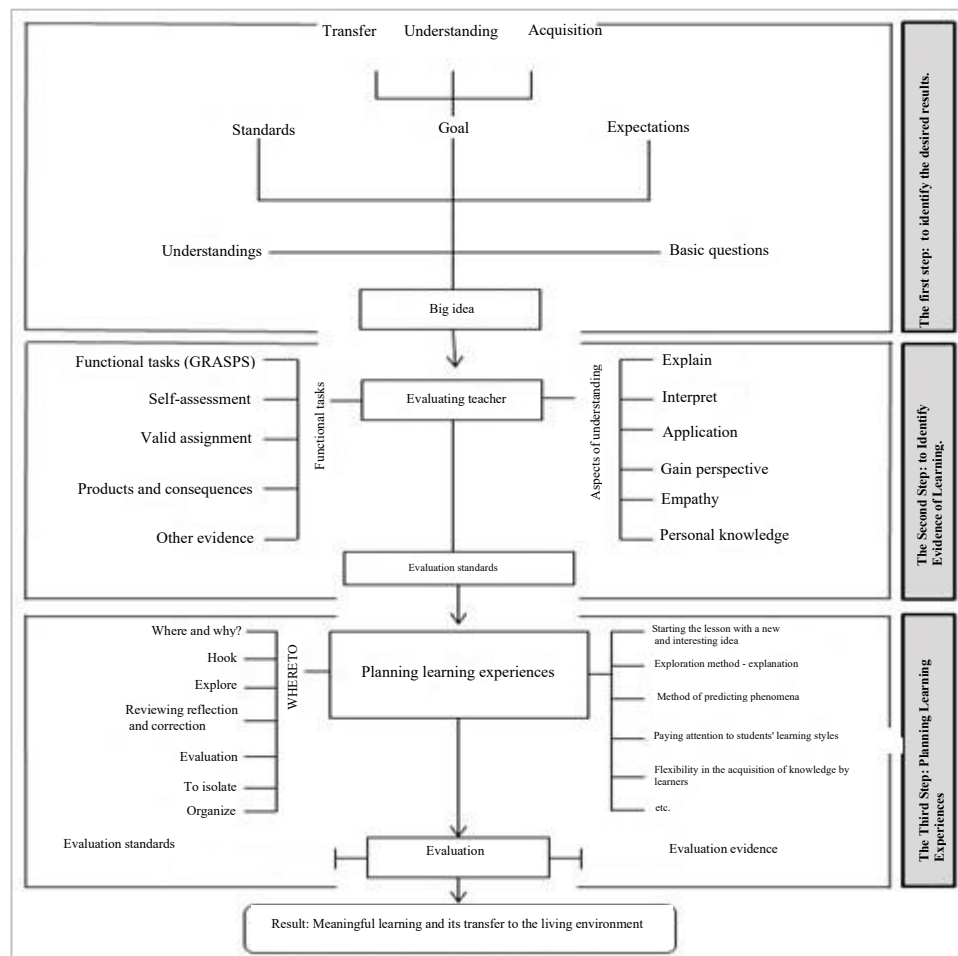 Transfer Understanding Acquisition
Standards Goal Expectations
Understandings Basic questions
Big idea
The first step: to identify the desired results.
Functional tasks (GRASPS)
Self-assessment
Valid assignment
Products and consequences
Other evidence
Functional tasks
Evaluating teacher
Aspects of understanding
Explain
Interpret
Application
Gain perspective
Empathy
Personal knowledge
Evaluation standards
The Second Step: to Identify
Evidence of Learning.
Where and why?
Hook
Explore
Reviewing reflection
and correction
Evaluation
To isolate
Organize
WHERETO
Planning learning experiences
Starting the lesson with a new
and interesting idea
Exploration method - explanation
Method of predicting phenomena
Paying attention to students' learning styles
Flexibility in the acquisition of knowledge by
learners
etc.
Evaluation standards
Evaluation
Evaluation evidence
The Third Step: Planning Learning
Experiences
Result: Meaningful learning and its transfer to the living environment